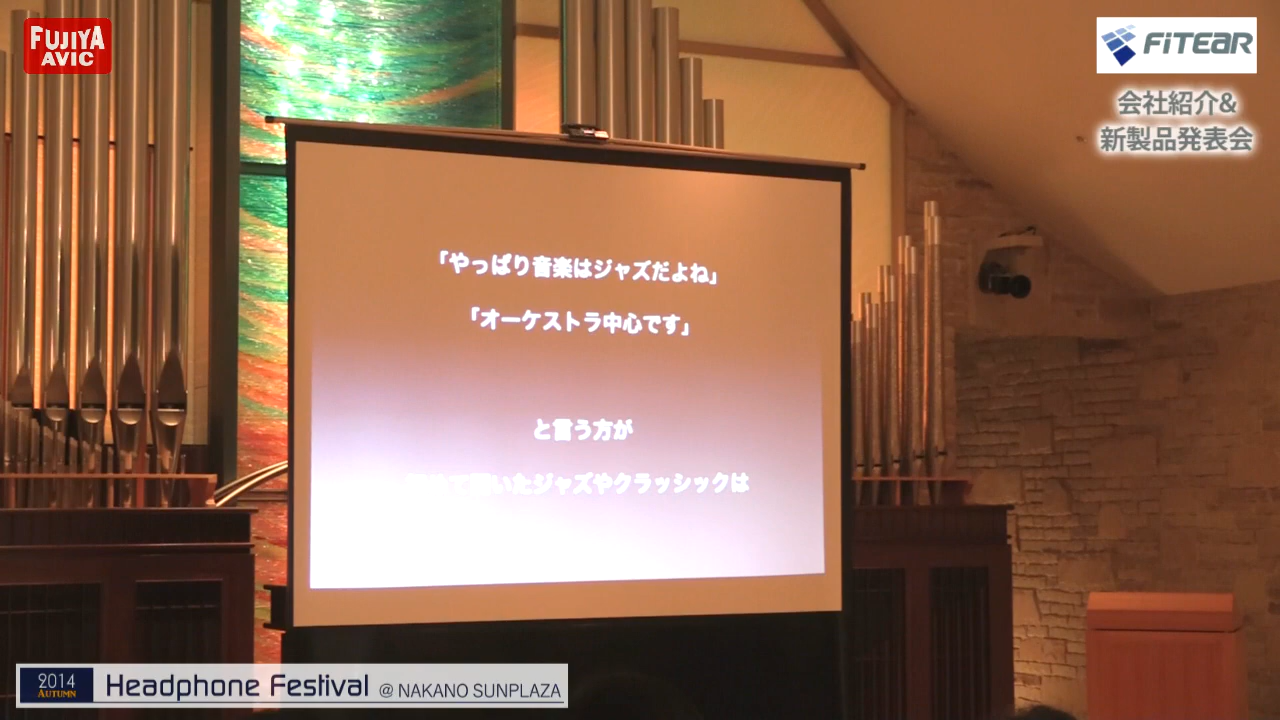 FUJIYA
AVIC
FiTEAR
会社紹介&
新製品発表会
「やっぱり音楽はジャズだよね」
「オーケストラ中心です」
と言う方が
いたジャズやクラッシックは
2014
AUTUMN
Headphone Festival @ NAKANO SUNPLAZA